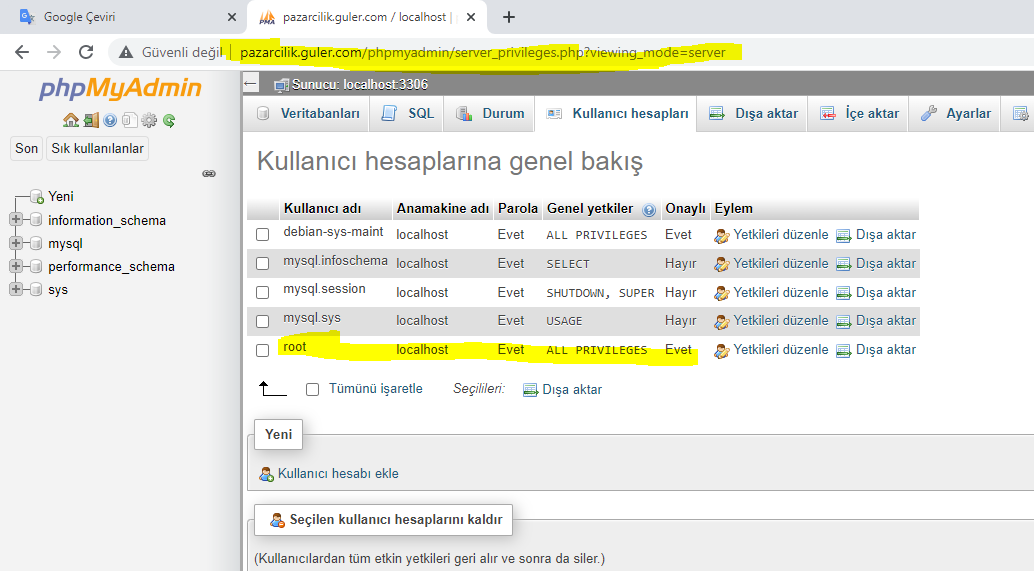 Google Çeviri
pazarcilik.guler.com / localhost |
Güvenli değil | pazarcilik.guler.com/phpmyadmin/server_privileges.php?viewing_mode=server
phpMyAdmin
Son Sık kullanılanlar
Yeni
information_schema
mysql
performance_schema
sys
Sunucu: localhost:3306
Veritabanları SQL Durum Kullanıcı hesapları Dışa aktar İçe aktar Ayarlar
Kullanıcı hesaplarına genel bakış
Kullanıcı adı Anamakine adı Parola Genel yetkiler Onaylı Eylem
debian-sys-maint localhost Evet ALL PRIVILEGES Evet Yetkileri düzenle Dışa aktar
mysql.infoschema localhost Evet SELECT Hayır Yetkileri düzenle Dışa aktar
mysql.session localhost Evet SHUTDOWN, SUPER Hayır Yetkileri düzenle Dışa aktar
mysql.sys localhost Evet USAGE Hayır Yetkileri düzenle Dışa aktar
root localhost Evet ALL PRIVILEGES Evet Yetkileri düzenle Dışa aktar
Tümünü işaretle Seçilileri: Dışa aktar
Yeni
Kullanıcı hesabı ekle
Seçilen kullanıcı hesaplarını kaldır
(Kullanıcılardan tüm etkin yetkileri geri alır ve sonra da siler.)